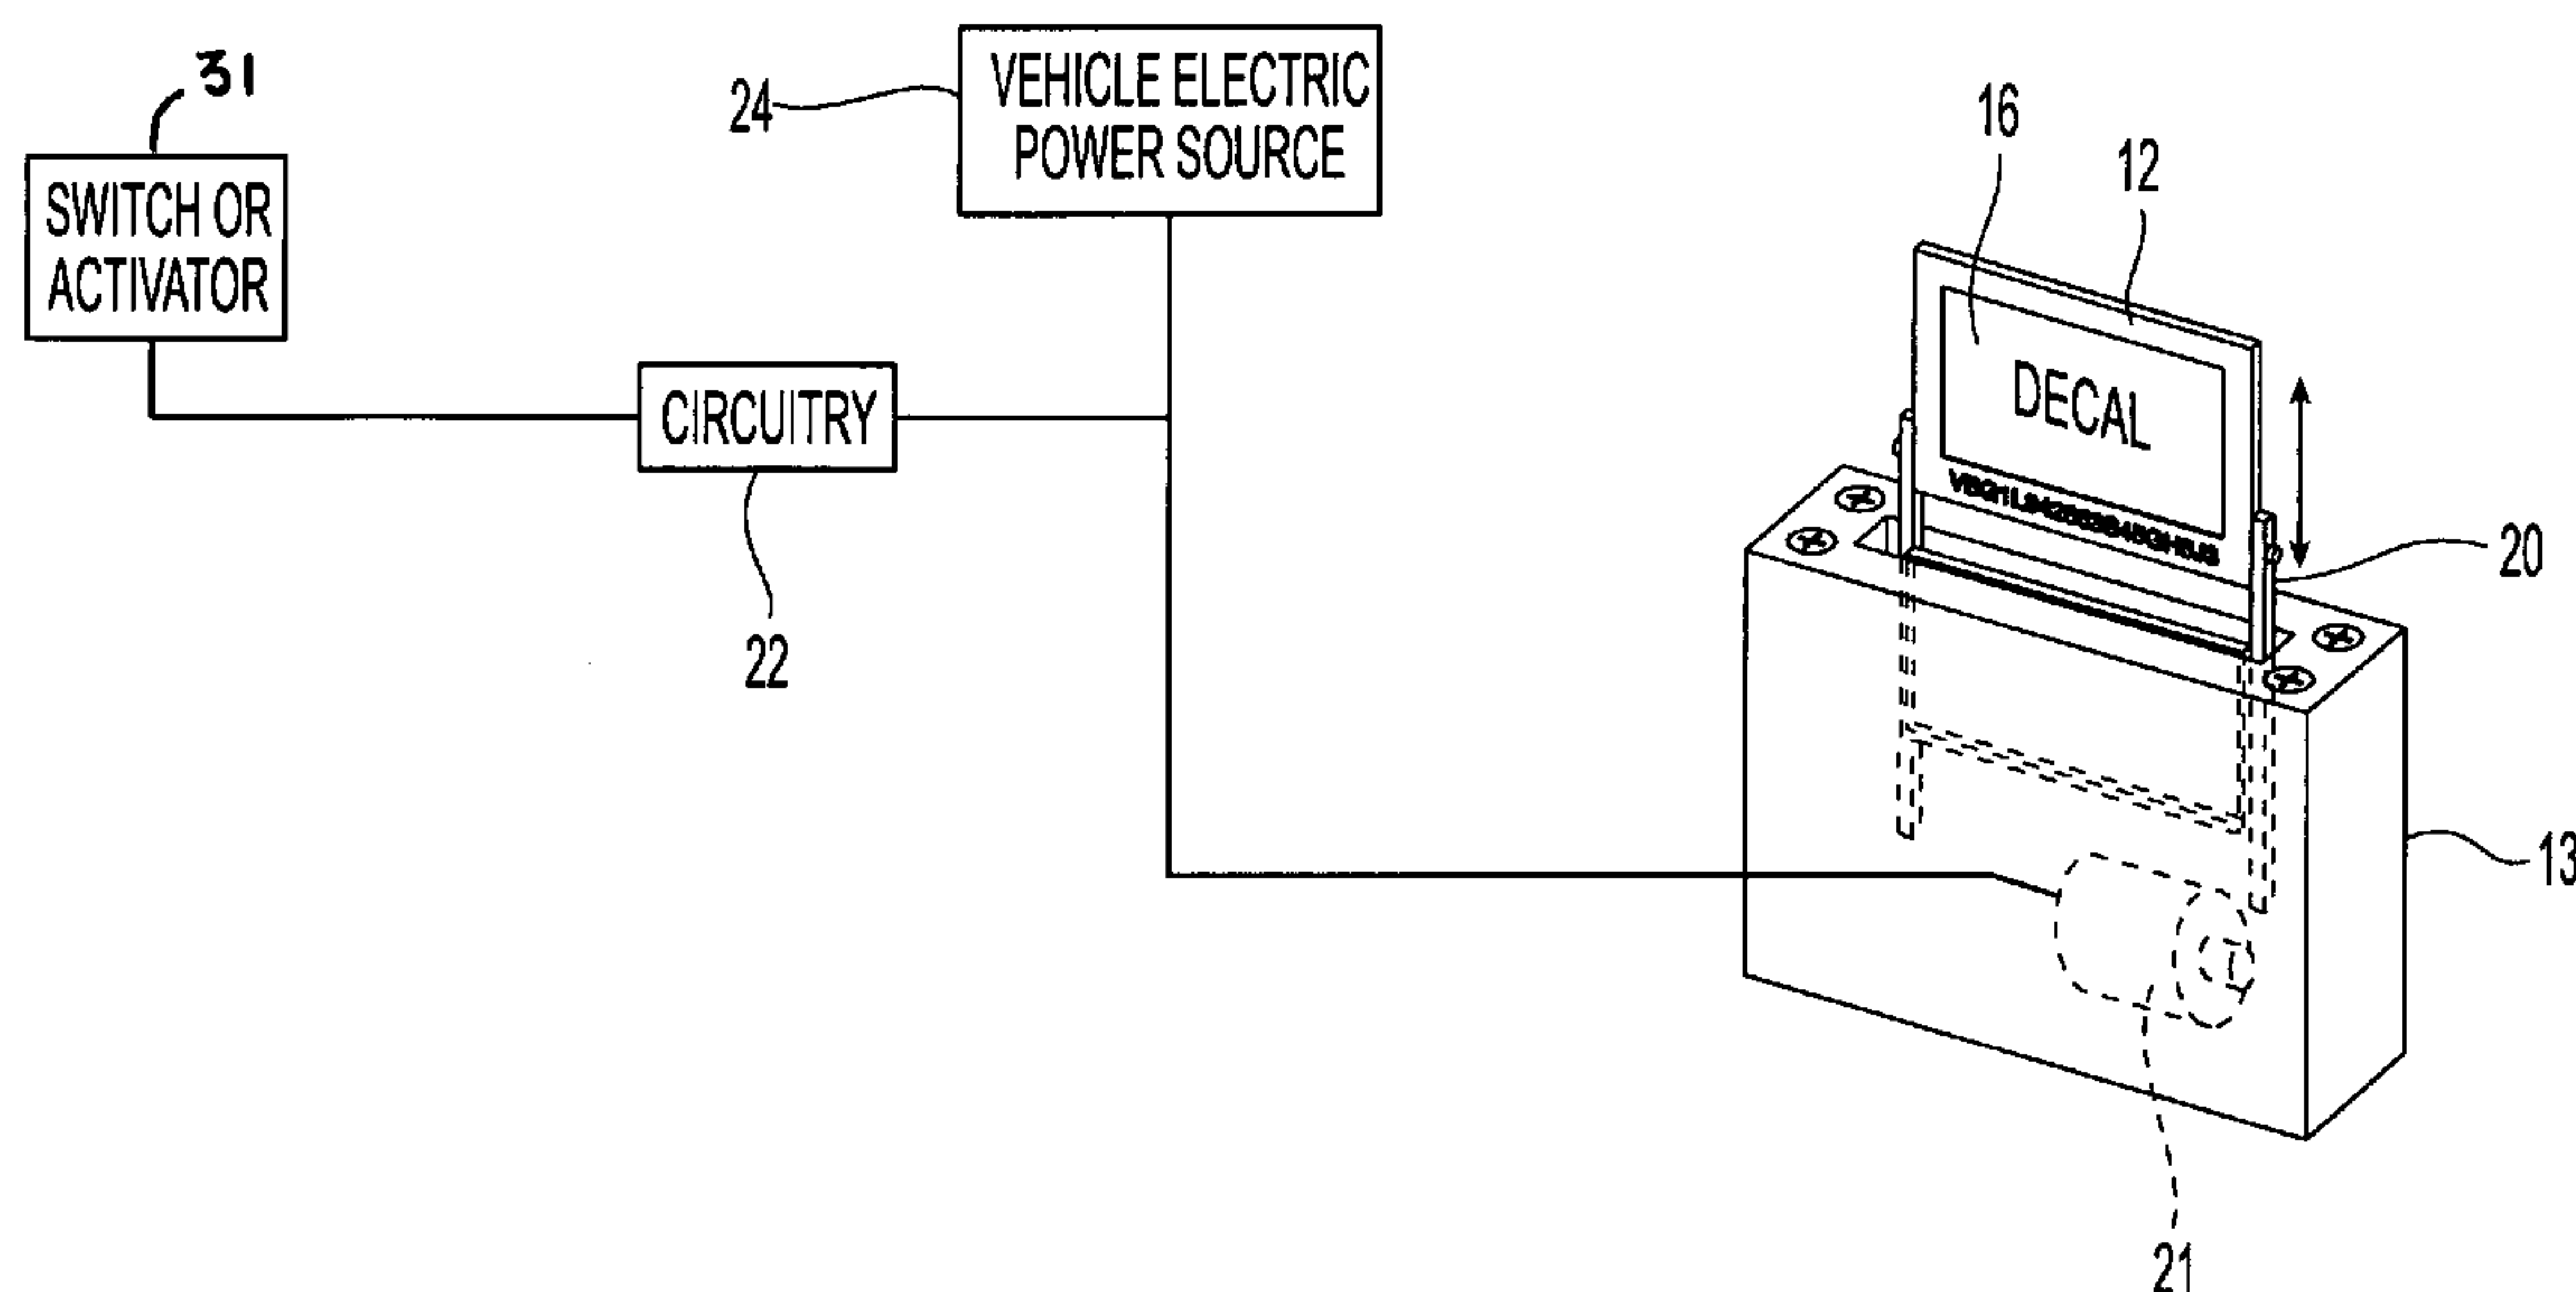 31
SWITCH OR
ACTIVATOR
24
VEHICLE ELECTRIC
POWER SOURCE
CIRCUITRY
22
16
12
DECAL
20
13
21